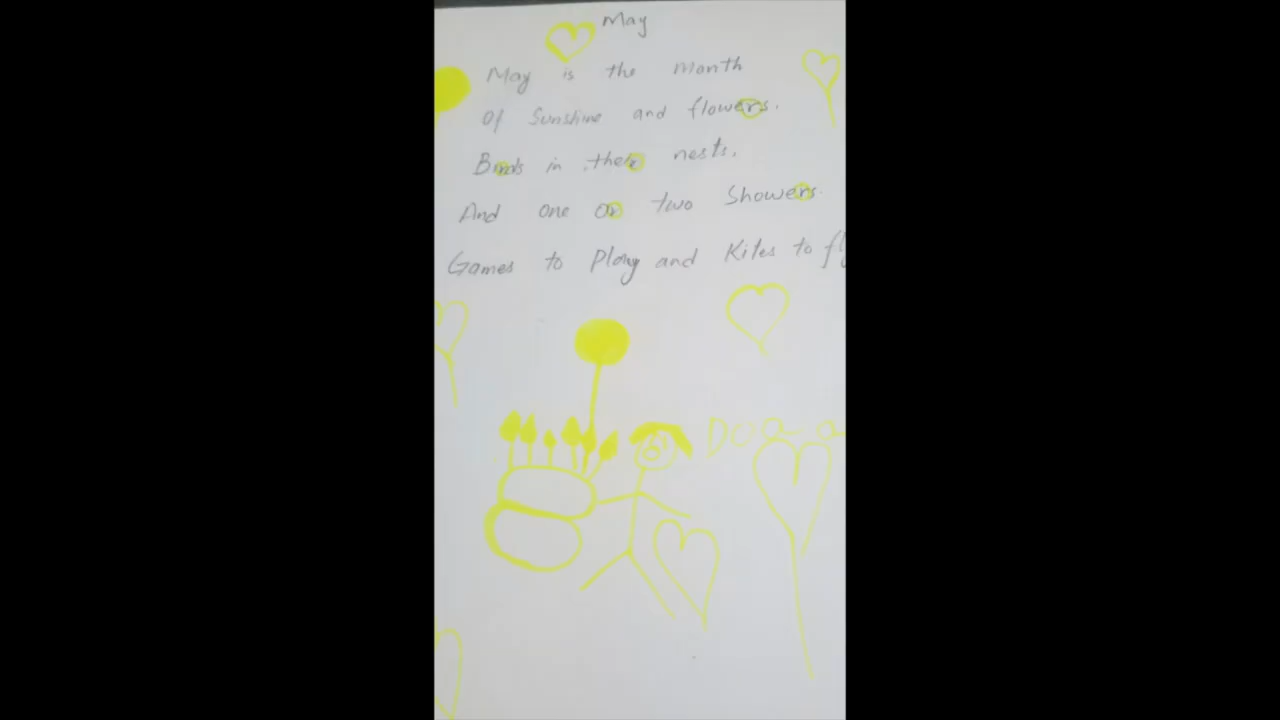 May
May is the month
Of Sunshine and flowers.
Birds in their nests.
And one or two Showers.
Games to Play and Kites to fly